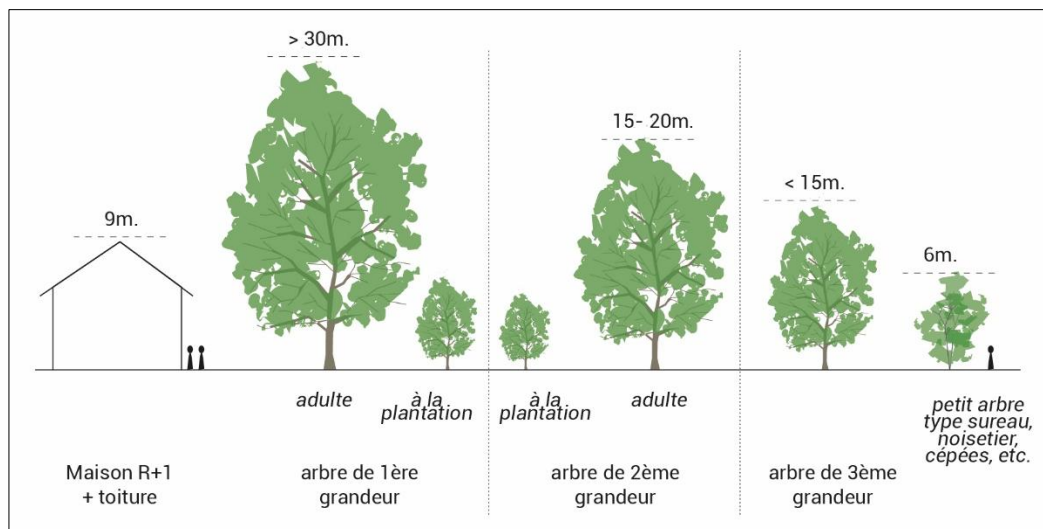 > 30m.
15- 20m.
< 15m.
9m.
6m.
adulte
à la
plantation
à la
plantation
adulte
petit arbre
type sureau,
noisetier,
cépées, etc.
Maison R+1
+ toiture
arbre de 1ère
grandeur
arbre de 2ème
grandeur
arbre de 3ème
grandeur